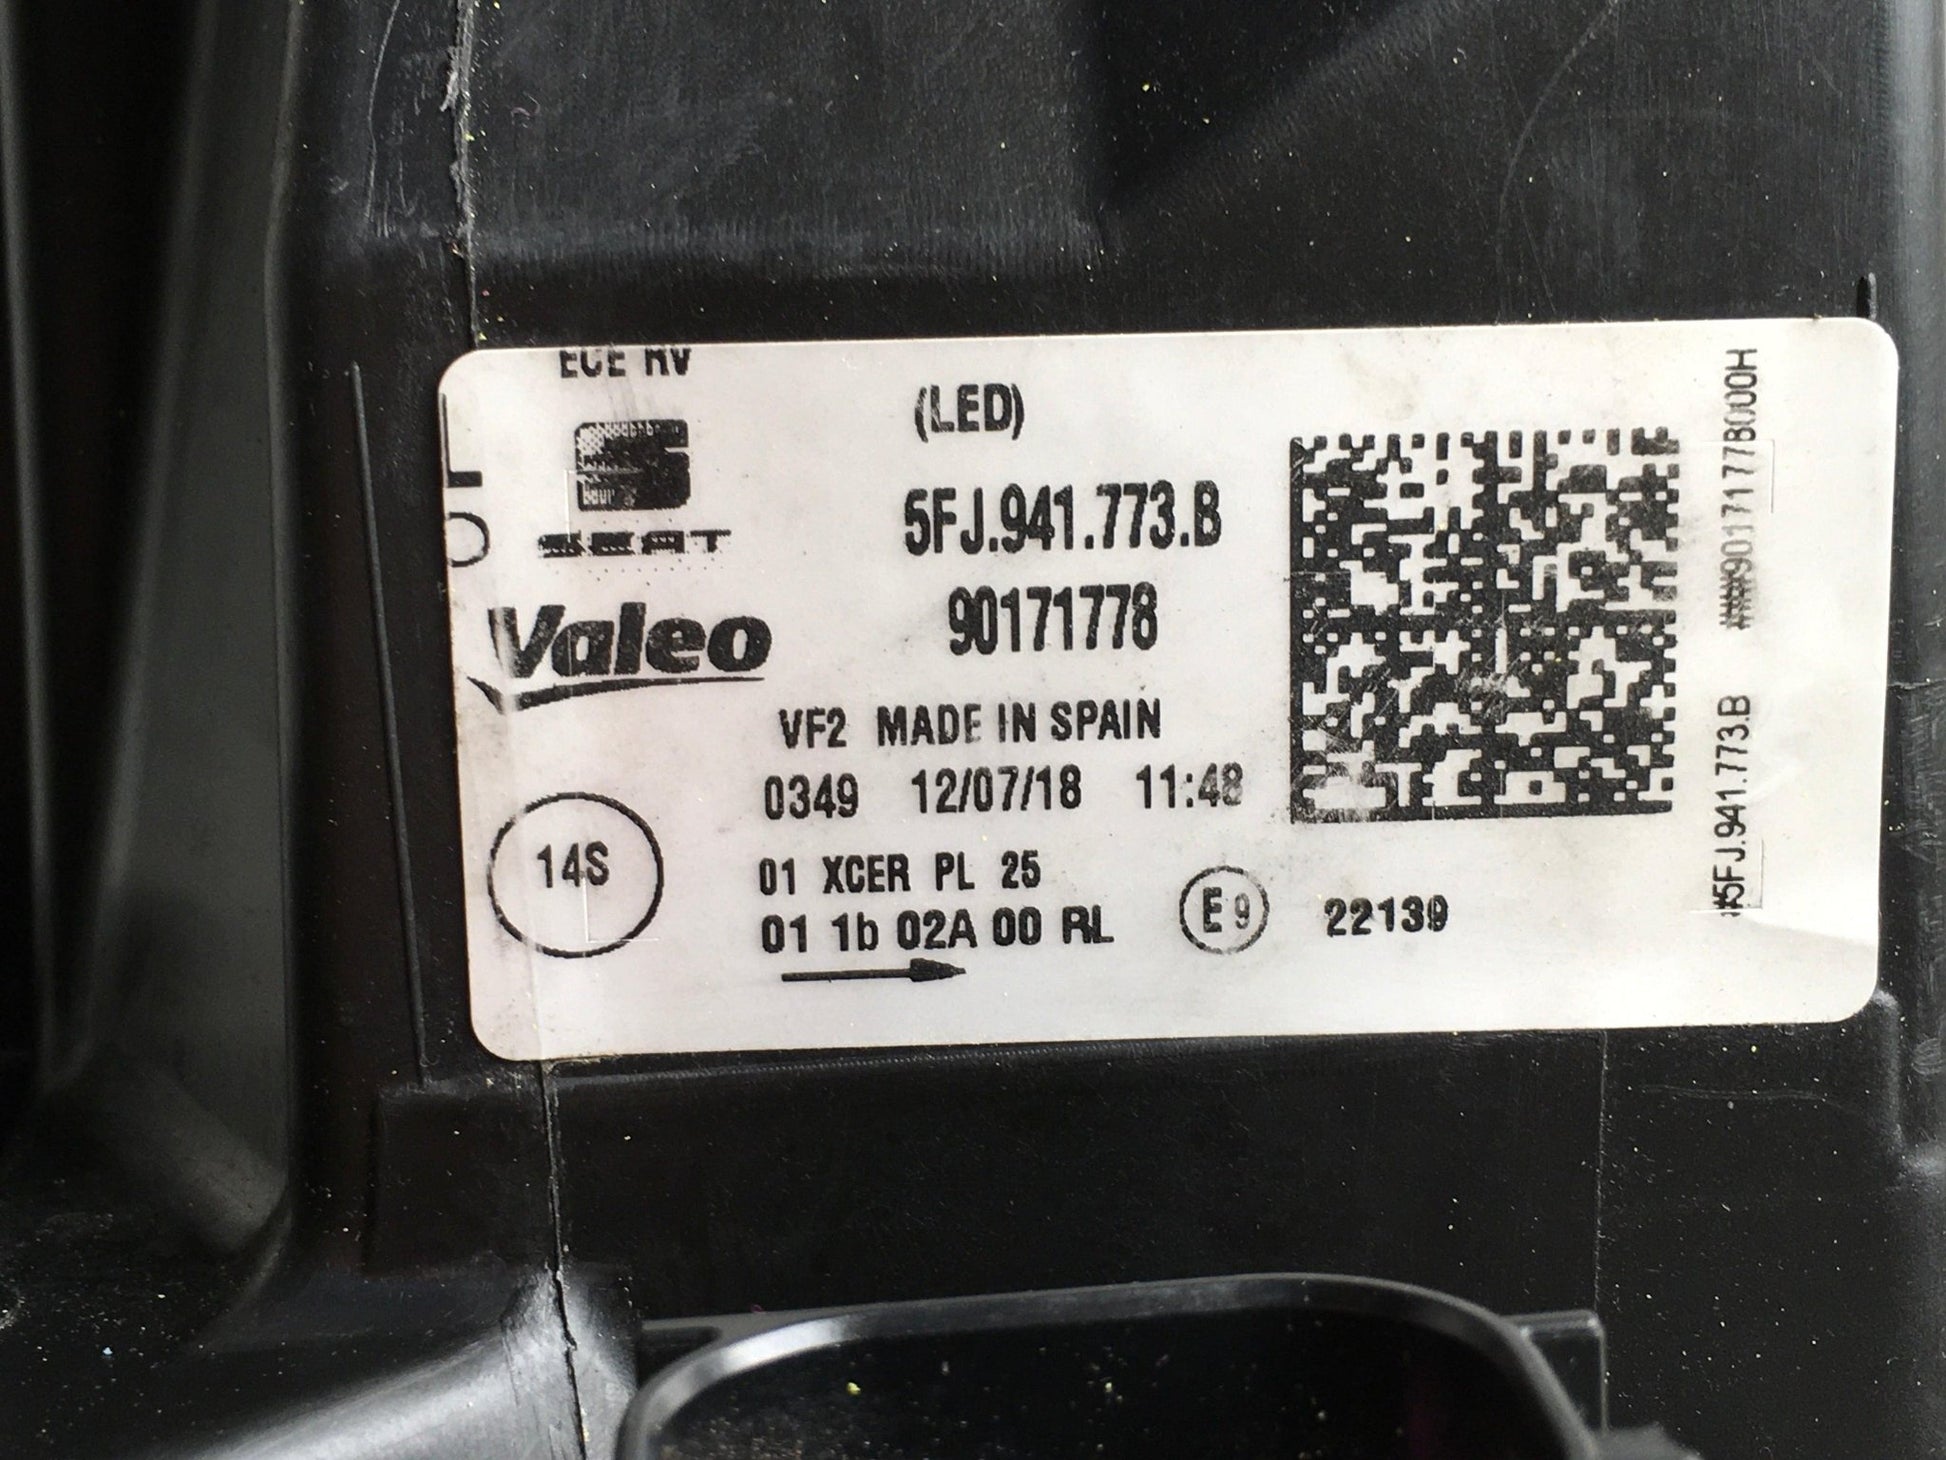 ECE RV
(LED)
SEAT
5FJ.941.773.B
Valeo
90171778
VF2 MADE IN SPAIN
0349 12/07/18 11:48
14S
01 XCER PL 25
01 1b 02A 00 RL
E9
22139
#5FJ.941.773.B ###90171778000H